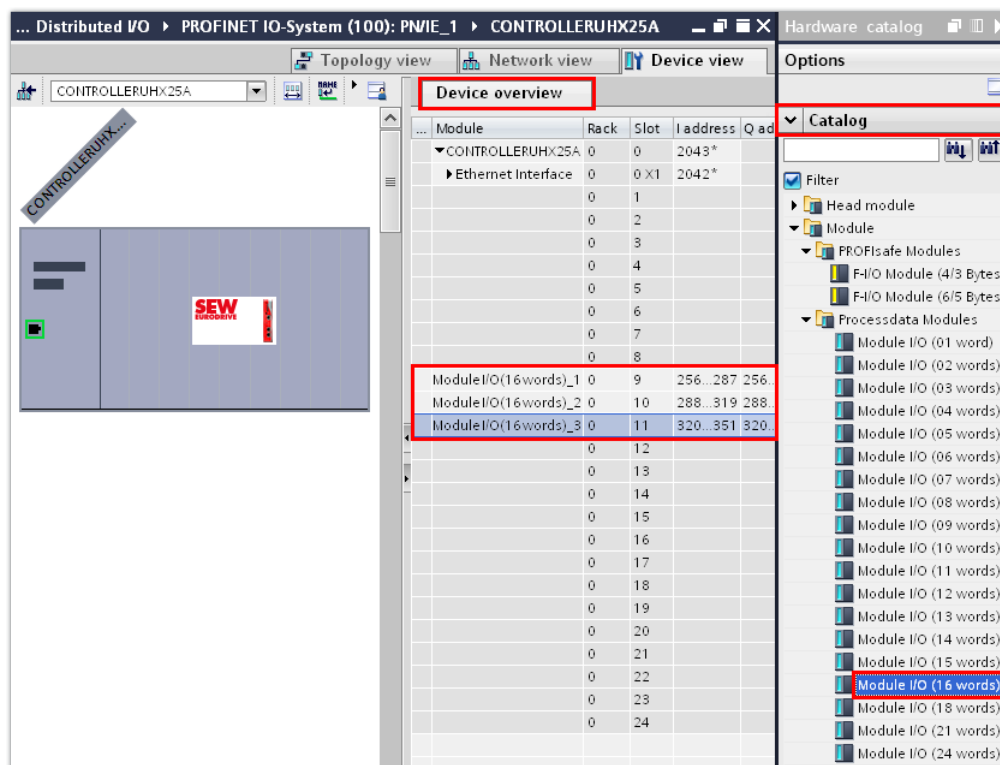 ... Distributed I/O ▸ PROFINET IO-System (100): PN/IE_1 ▸ CONTROLLERUHX25A
Topology view
Network view
Device view
CONTROLLERUHX25A
CONTROLLERUHX...
SEW
EURODRIVE
Device overview
... Module Rack Slot I address Q ad
CONTROLLERUHX25A 0 0 2043*
Ethernet Interface 0 0 X1 2042*
0 1
0 2
0 3
0 4
0 5
0 6
0 7
0 8
Module I/O (16 words)_1 0 9 256...287 256..
Module I/O (16 words)_2 0 10 288...319 288..
Module I/O (16 words)_3 0 11 320...351 320..
0 12
0 13
0 14
0 15
0 16
0 17
0 18
0 19
0 20
0 21
0 22
0 23
0 24
Hardware catalog
Options
Catalog
Filter
Head module
Module
PROFIsafe Modules
F-I/O Module (4/3 Bytes
F-I/O Module (6/5 Bytes
Processdata Modules
Module I/O (01 word)
Module I/O (02 words)
Module I/O (03 words)
Module I/O (04 words)
Module I/O (05 words)
Module I/O (06 words)
Module I/O (07 words)
Module I/O (08 words)
Module I/O (09 words)
Module I/O (10 words)
Module I/O (11 words)
Module I/O (12 words)
Module I/O (13 words)
Module I/O (14 words)
Module I/O (15 words)
Module I/O (16 words)
Module I/O (18 words)
Module I/O (21 words)
Module I/O (24 words)